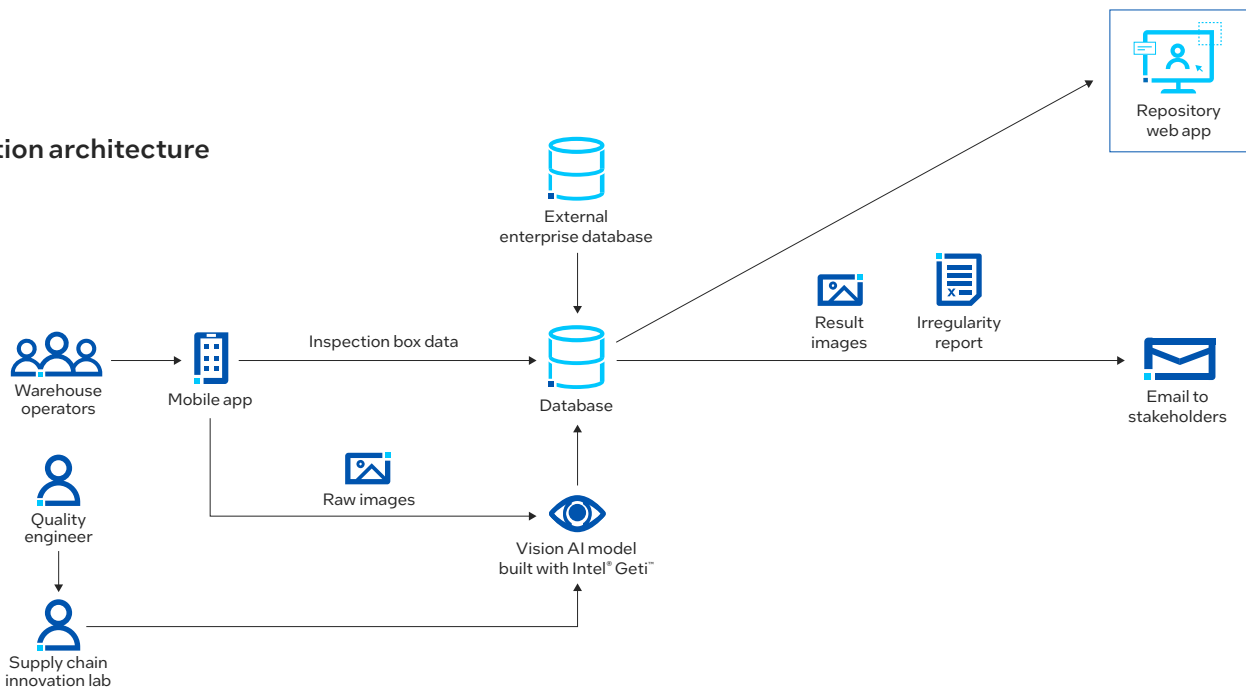 Repository
web app
tion architecture
External
enterprise database
Result
images
Irregularity
report
Inspection box data
Warehouse
operators
Mobile app
Database
Email to
stakeholders
Raw images
Quality
engineer
Vision AI model
built with Intel® Geti™
Supply chain
innovation lab
x